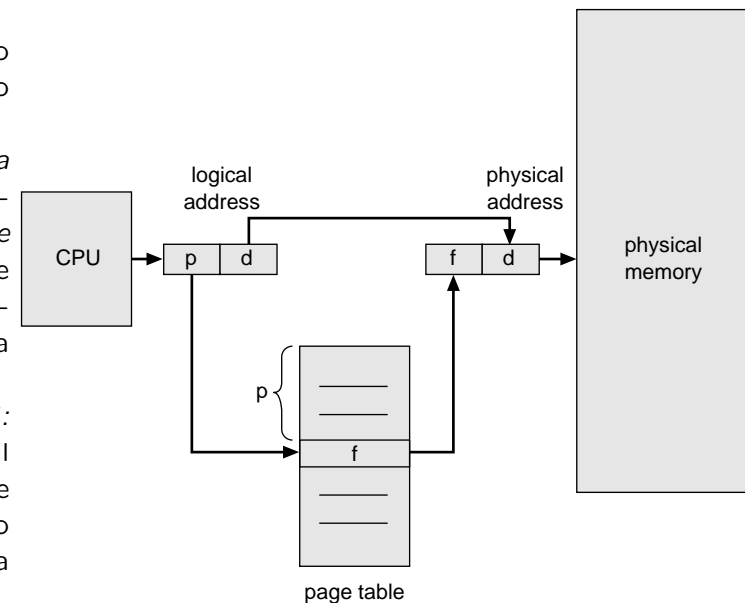 o
o
a
–
e
e
–
a
:
l
e
o
a
logical
address
physical
address
CPU
p d
f d
physical
memory
p
f
page table